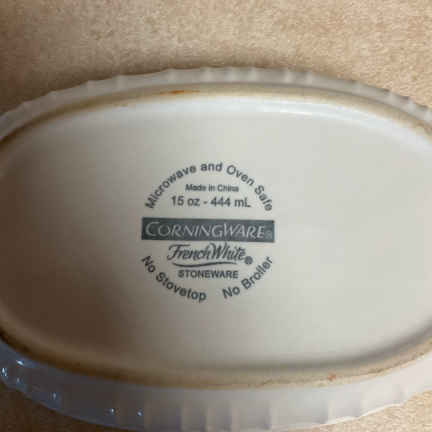 Microwave and Oven Safe
Made in China
15 oz - 444 mL
CORNINGWARE®
French White®
STONEWARE
No Stovetop No Broiler